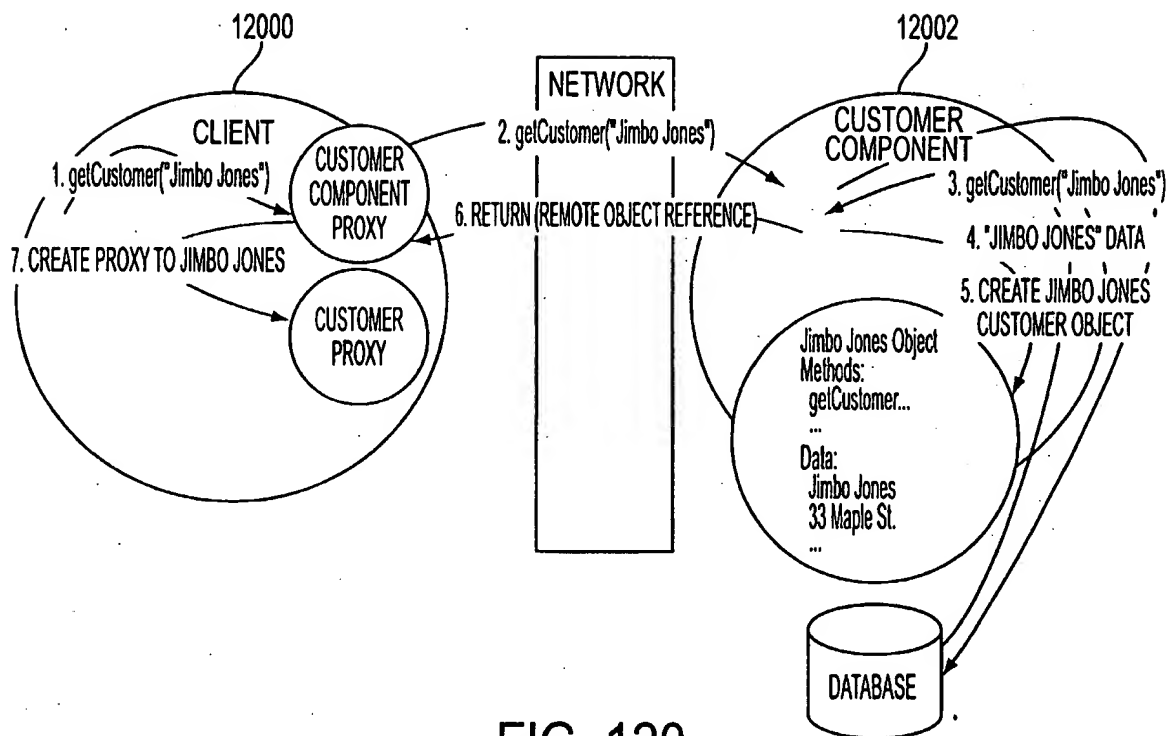 12000
12002
NETWORK
CLIENT
1. getCustomer("Jimbo Jones")
CUSTOMER
COMPONENT
PROXY
2. getCustomer("Jimbo Jones")
CUSTOMER
COMPONENT
3. getCustomer("Jimbo Jones")
6. RETURN (REMOTE OBJECT REFERENCE)
4. "JIMBO JONES" DATA
7. CREATE PROXY TO JIMBO JONES
5. CREATE JIMBO JONES
CUSTOMER OBJECT
CUSTOMER
PROXY
Jimbo Jones Object
Methods:
getCustomer...
...
Data:
Jimbo Jones
33 Maple St.
...
DATABASE
FIG. 120